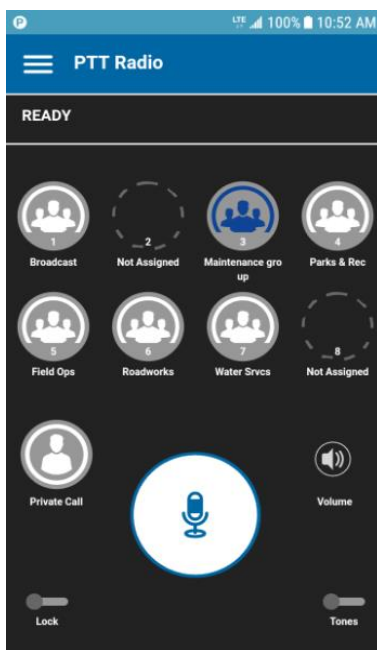 P LTE 100% 10:52 AM
PTT Radio
READY
1 2 3 4
Broadcast Not Assigned Maintenance gro
up Parks & Rec
5 6 7 8
Field Ops Roadworks Water Srvcs Not Assigned
Private Call Volume
Lock Tones